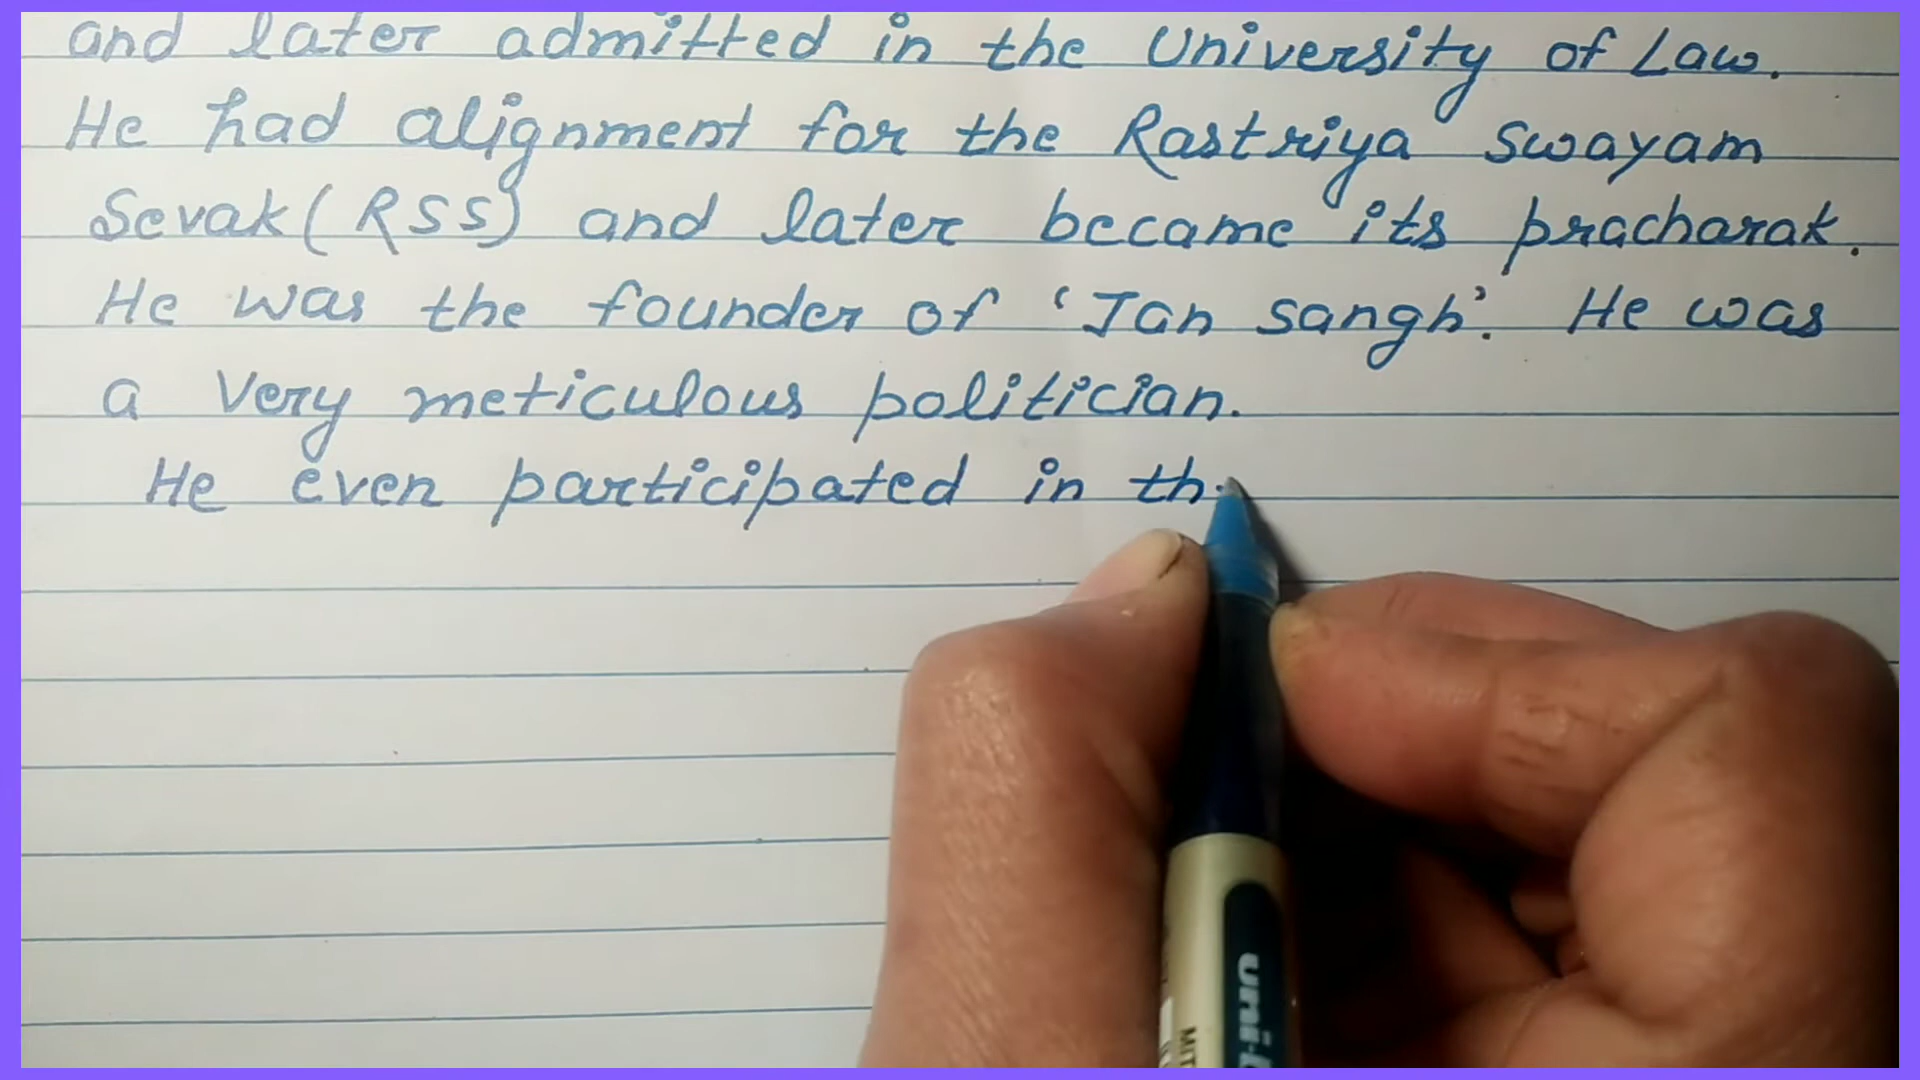 and later admitted in the University of Law.
He had alignment for the Rastriya Swayam
Sevak (RSS) and later became its pracharak.
He was the founder of 'Jan sangh'. He was
a very meticulous politician.
He even participated in th
uni
MIT